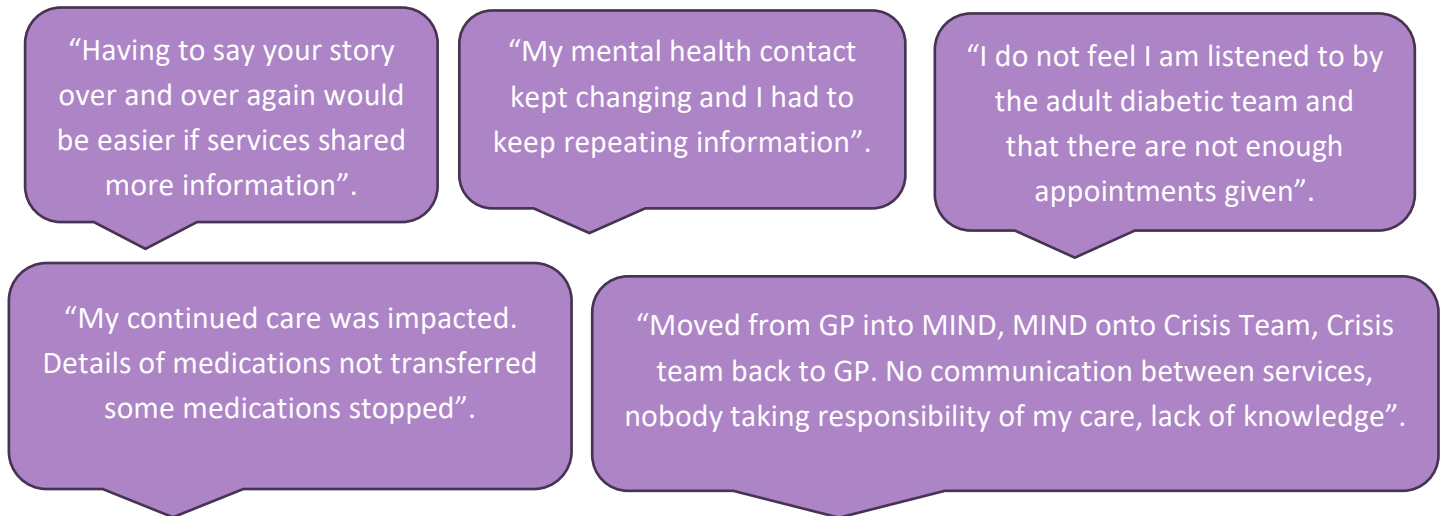 “Having to say your story
over and over again would
be easier if services shared
more information”.
“My mental health contact
kept changing and I had to
keep repeating information”.
“I do not feel I am listened to by
the adult diabetic team and
that there are not enough
appointments given”.
“My continued care was impacted.
Details of medications not transferred
some medications stopped”.
“Moved from GP into MIND, MIND onto Crisis Team, Crisis
team back to GP. No communication between services,
nobody taking responsibility of my care, lack of knowledge”.